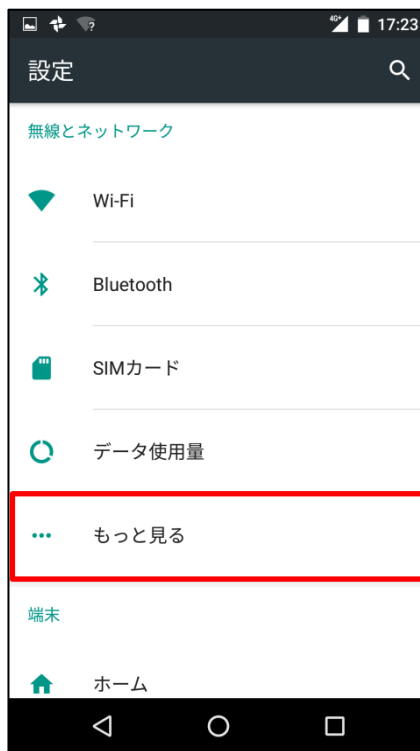 4G+ 17:23
設定
無線とネットワーク
Wi-Fi
Bluetooth
SIMカード
データ使用量
もっと見る
端末
ホーム